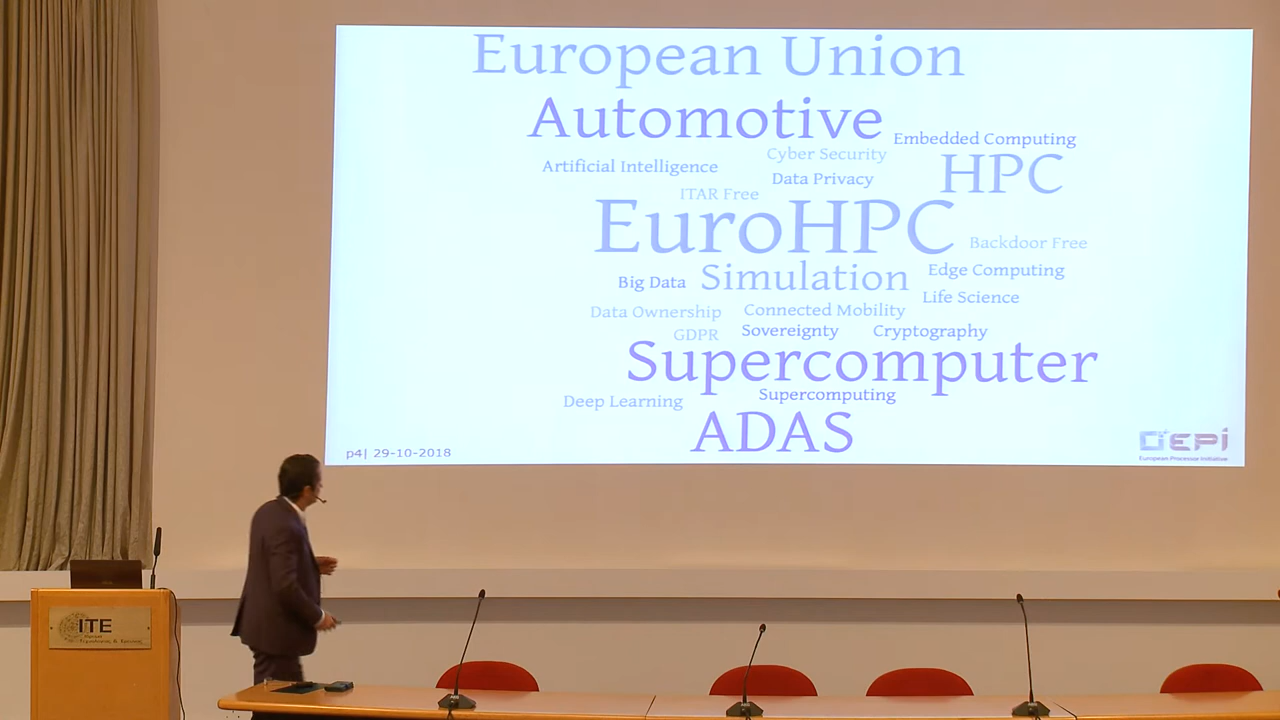 European Union
Automotive
Embedded Computing
Cyber Security
Artificial Intelligence
Data Privacy
HPC
ITAR Free
EuroHPC
Backdoor Free
Big Data
Simulation
Edge Computing
Life Science
Data Ownership
Connected Mobility
GDPR
Sovereignty
Cryptography
Supercomputer
Deep Learning
Supercomputing
ADAS
p4| 29-10-2018
EPI
European Processor Initiative
ITE